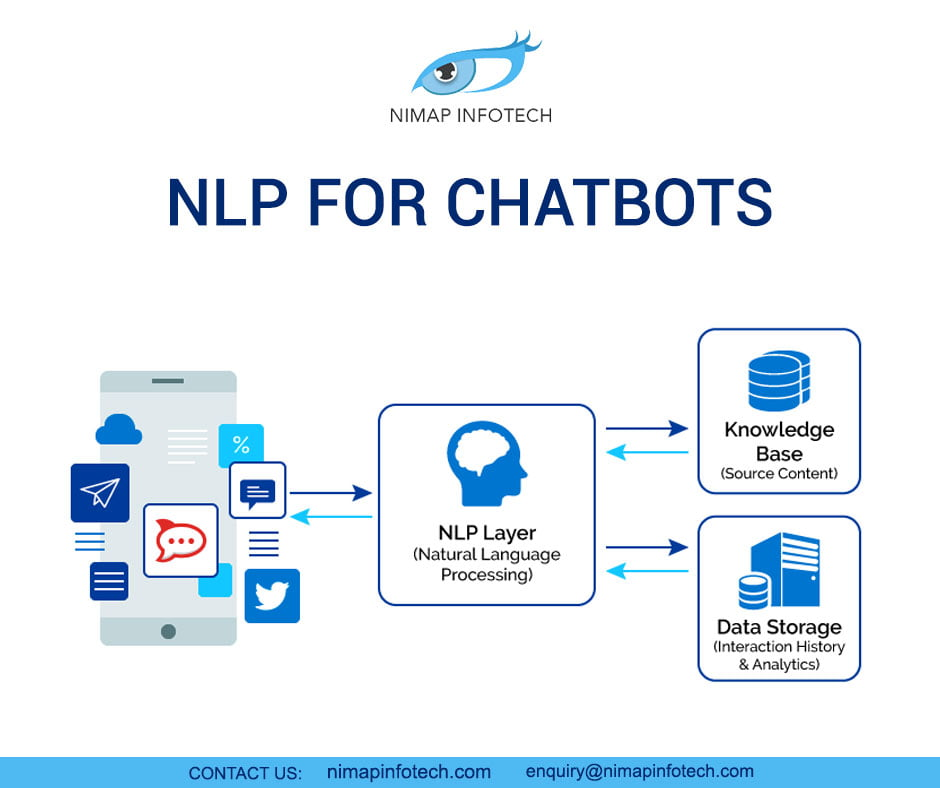 NIMAP INFOTECH
NLP FOR CHATBOTS
%
NLP Layer
(Natural Language
Processing)
Knowledge
Base
(Source Content)
Data Storage
(Interaction History
& Analytics)
CONTACT US: nimapinfotech.com enquiry@nimapinfotech.com